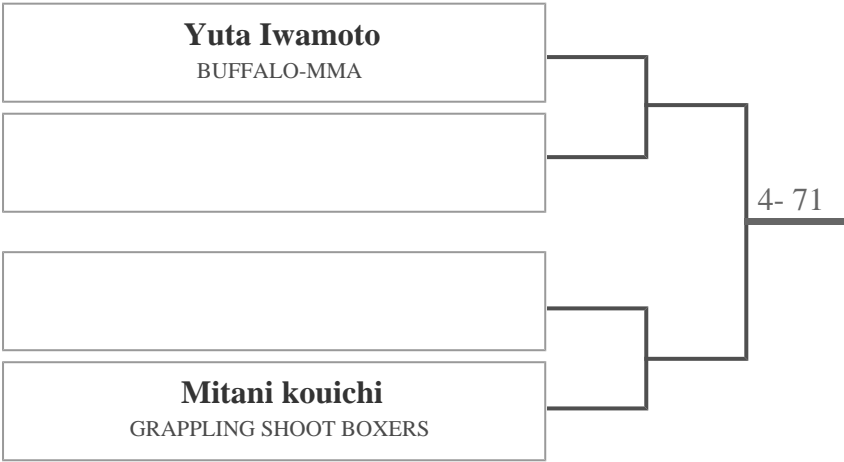 Yuta Iwamoto
BUFFALO-MMA
4- 71
Mitani kouichi
GRAPPLING SHOOT BOXERS